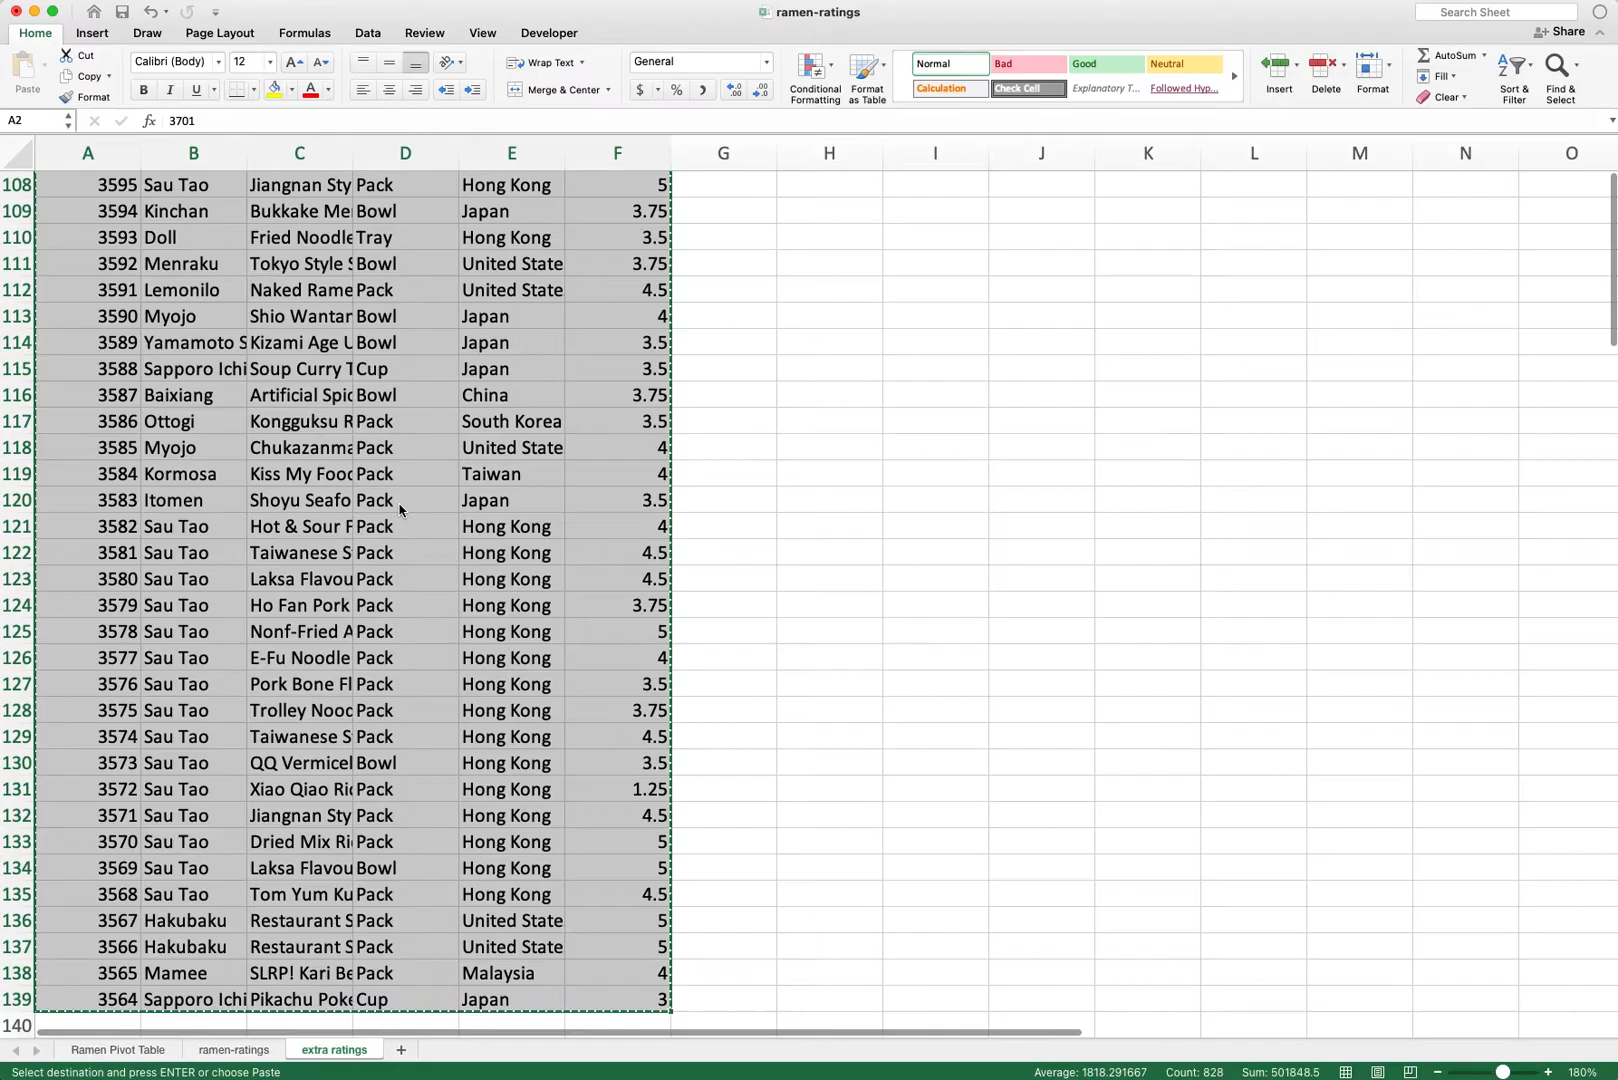 ramen-ratings
Search Sheet
Home Insert Draw Page Layout Formulas Data Review View Developer
Share
Paste
Cut
Copy
Format
Calibri (Body) 12
B I U
Wrap Text
Merge & Center
General
Conditional Formatting
Format as Table
Normal Bad Good Neutral
Calculation Check Cell Explanatory T... Followed Hyp...
Insert Delete Format
AutoSum
Fill
Clear
Sort & Filter
Find & Select
A2 fx 3701
A B C D E F G H I J K L M N O
108 3595 Sau Tao Jiangnan Sty Pack Hong Kong 5
109 3594 Kinchan Bukkake Me Bowl Japan 3.75
110 3593 Doll Fried Noodle Tray Hong Kong 3.5
111 3592 Menraku Tokyo Style S Bowl United State 3.75
112 3591 Lemonilo Naked Rame Pack United State 4.5
113 3590 Myojo Shio Wantar Bowl Japan 4
114 3589 Yamamoto S Kizami Age U Bowl Japan 3.5
115 3588 Sapporo Ichi Soup Curry T Cup Japan 3.5
116 3587 Baixiang Artificial Spic Bowl China 3.75
117 3586 Ottogi Kongguksu R Pack South Korea 3.5
118 3585 Myojo Chukazanma Pack United State 4
119 3584 Kormosa Kiss My Food Pack Taiwan 4
120 3583 Itomen Shoyu Seafo Pack Japan 3.5
121 3582 Sau Tao Hot & Sour F Pack Hong Kong 4
122 3581 Sau Tao Taiwanese S Pack Hong Kong 4.5
123 3580 Sau Tao Laksa Flavou Pack Hong Kong 4.5
124 3579 Sau Tao Ho Fan Pork Pack Hong Kong 3.75
125 3578 Sau Tao Nonf-Fried A Pack Hong Kong 5
126 3577 Sau Tao E-Fu Noodle Pack Hong Kong 4
127 3576 Sau Tao Pork Bone Fl Pack Hong Kong 3.5
128 3575 Sau Tao Trolley Nooc Pack Hong Kong 3.75
129 3574 Sau Tao Taiwanese S Pack Hong Kong 4.5
130 3573 Sau Tao QQ Vermicel Bowl Hong Kong 3.5
131 3572 Sau Tao Xiao Qiao Ric Pack Hong Kong 1.25
132 3571 Sau Tao Jiangnan Sty Pack Hong Kong 4.5
133 3570 Sau Tao Dried Mix Ri Pack Hong Kong 5
134 3569 Sau Tao Laksa Flavou Bowl Hong Kong 5
135 3568 Sau Tao Tom Yum Ku Pack Hong Kong 4.5
136 3567 Hakubaku Restaurant S Pack United State 5
137 3566 Hakubaku Restaurant S Pack United State 5
138 3565 Mamee SLRP! Kari Be Pack Malaysia 4
139 3564 Sapporo Ichi Pikachu Poke Cup Japan 3
140
Ramen Pivot Table ramen-ratings extra ratings +
Select destination and press ENTER or choose Paste Average: 1818.291667 Count: 828 Sum: 501848.5 180%